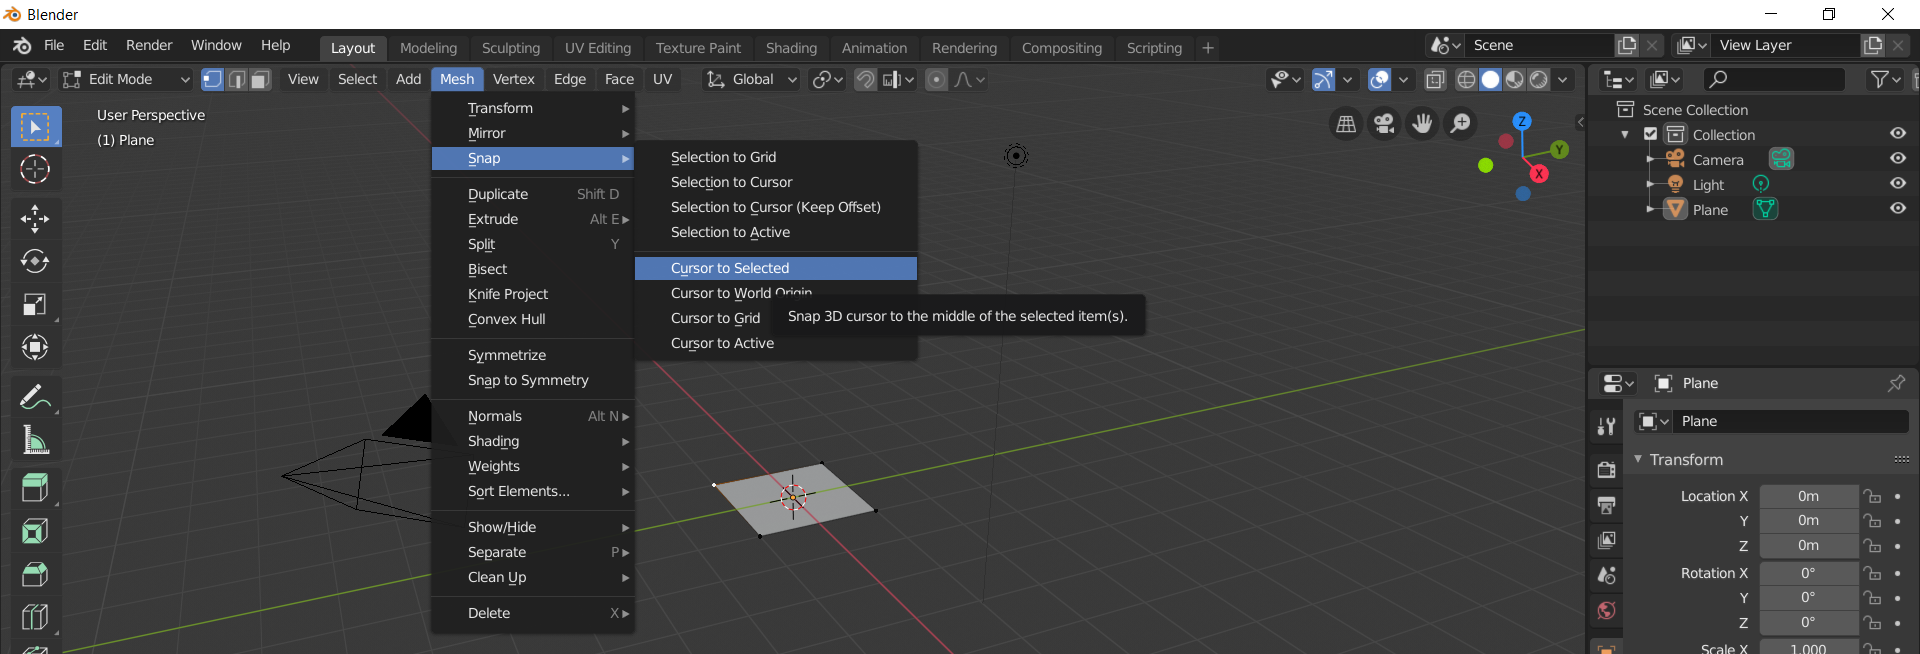 Blender
File Edit Render Window Help
Layout Modeling Sculpting UV Editing Texture Paint Shading Animation Rendering Compositing Scripting +
Scene
View Layer
Edit Mode
View Select Add Mesh Vertex Edge Face UV
Global
User Perspective
(1) Plane
Transform
Mirror
Snap
Duplicate Shift D
Extrude Alt E
Split Y
Bisect
Knife Project
Convex Hull
Symmetrize
Snap to Symmetry
Normals Alt N
Shading
Weights
Sort Elements...
Show/Hide
Separate P
Clean Up
Delete X
Selection to Grid
Selection to Cursor
Selection to Cursor (Keep Offset)
Selection to Active
Cursor to Selected
Cursor to World Origin
Cursor to Grid
Cursor to Active
Snap 3D cursor to the middle of the selected item(s).
Z
Y
X
Scene Collection
Collection
Camera
Light
Plane
Plane
Plane
Transform
Location X 0m
Y 0m
Z 0m
Rotation X 0°
Y 0°
Z 0°
Scale X 1.000